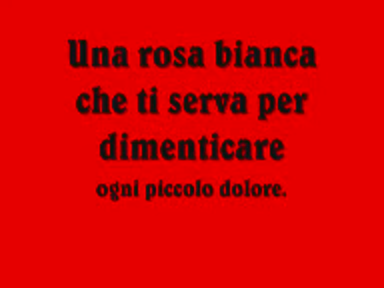 Una rosa bianca
che ti serva per
dimenticare
ogni piccolo dolore.